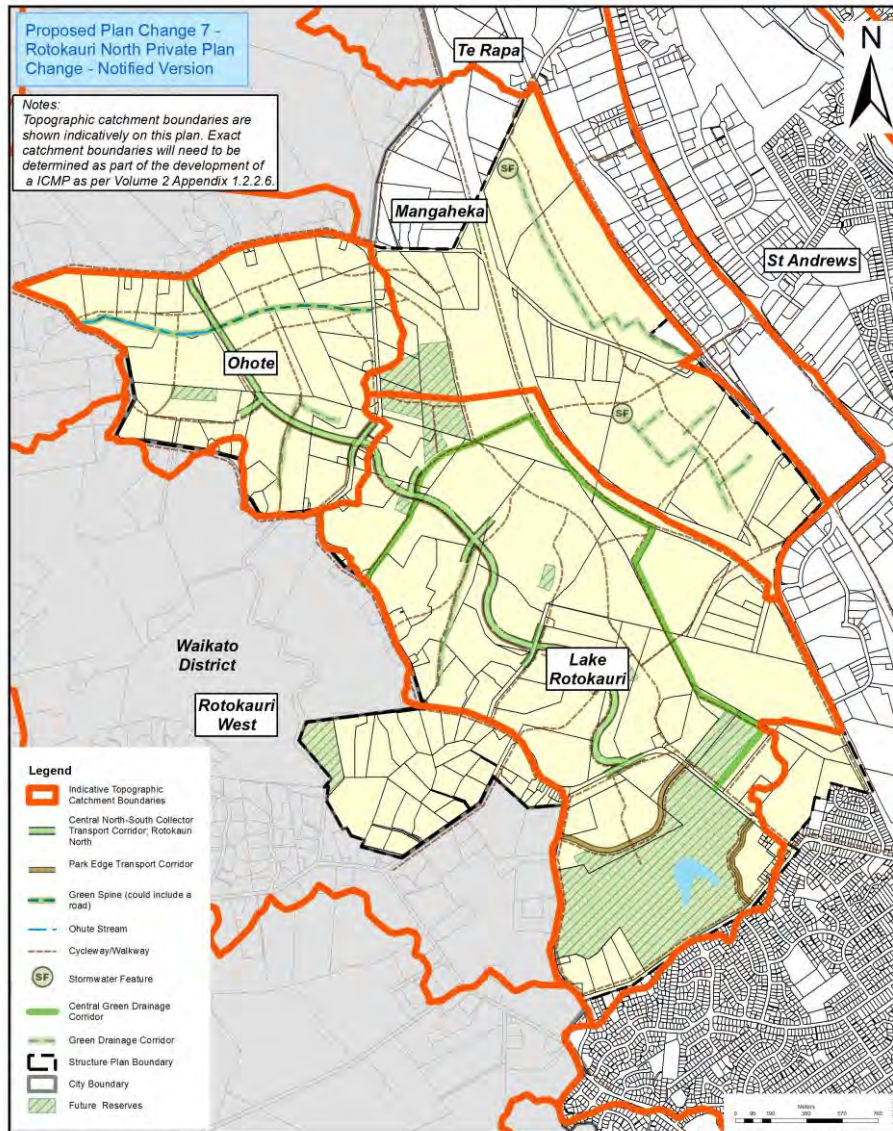 Proposed Plan Change 7 -
Rotokauri North Private Plan
Change - Notified Version
Notes:
Topographic catchment boundaries are
shown indicatively on this plan. Exact
catchment boundaries will need to be
determined as part of the development of
a ICMP as per Volume 2 Appendix 1.2.2.6.
N
Te Rapa
SF
Mangaheka
St Andrews
Ohote
SF
Waikato
District
Lake
Rotokauri
Rotokauri
West
Legend
Indicative Topographic
Catchment Boundaries
Central North-South Collector
Transport Corridor; Rotokauri
North
Park Edge Transport Corridor
Green Spine (could include a
road)
Ohute Stream
Cycleway/Walkway
SF
Stormwater Feature
Central Green Drainage
Corridor
Green Drainage Corridor
Structure Plan Boundary
City Boundary
Future Reserves